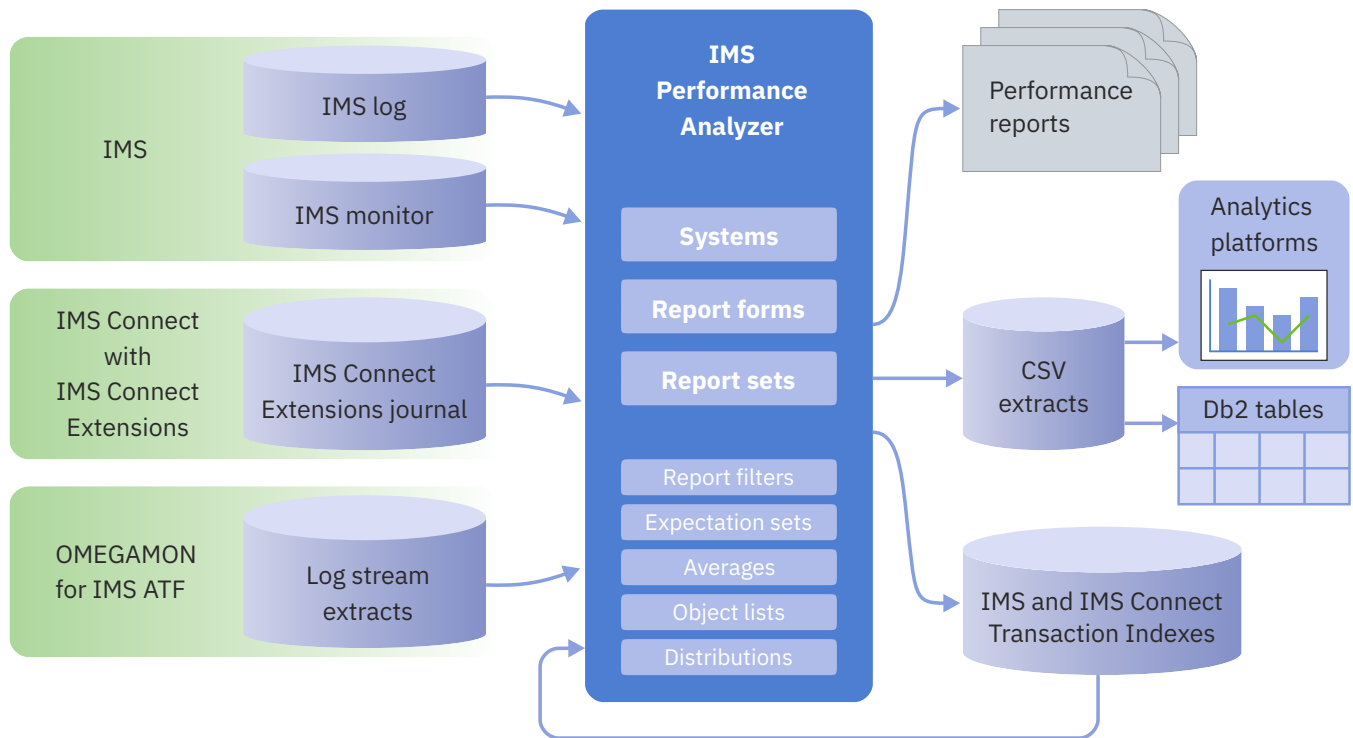 IMS
IMS log
IMS monitor
IMS Connect
with
IMS Connect
Extensions
IMS Connect
Extensions journal
OMEGAMON
for IMS ATF
Log stream
extracts
IMS
Performance
Analyzer
Systems
Report forms
Report sets
Report filters
Expectation sets
Averages
Object lists
Distributions
Performance
reports
CSV
extracts
Analytics
platforms
Db2 tables
IMS and IMS Connect
Transaction Indexes